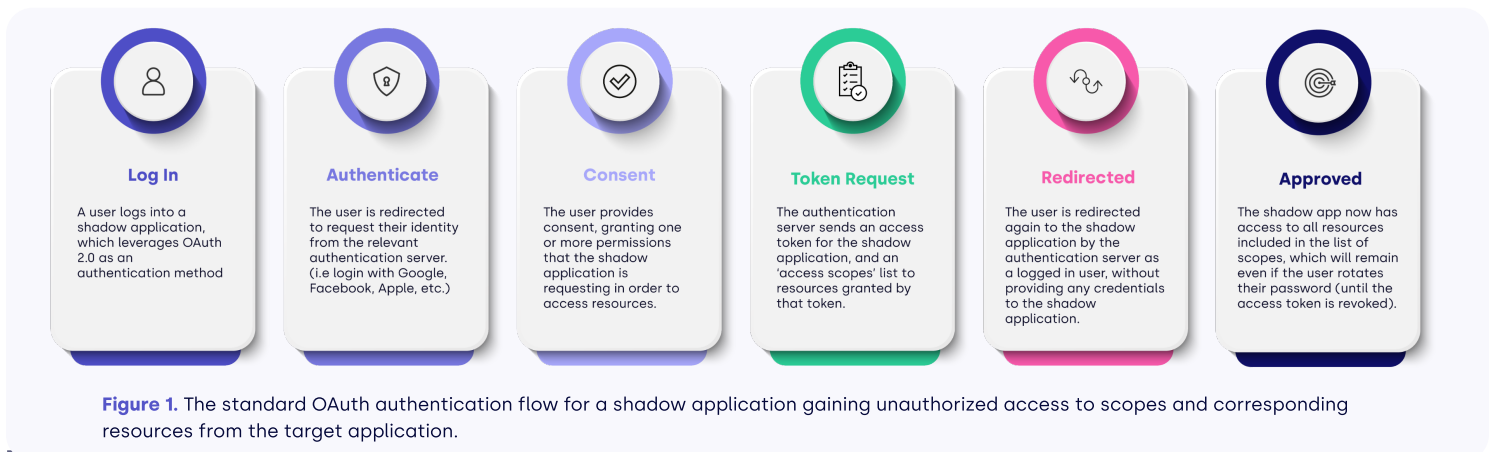 Log In
A user logs into a
shadow application,
which leverages OAuth
2.0 as an
authentication method
Authenticate
The user is redirected
to request their identity
from the relevant
authentication server.
(i.e login with Google,
Facebook, Apple, etc.)
Consent
The user provides
consent, granting one
or more permissions
that the shadow
application is
requesting in order to
access resources.
Token Request
The authentication
server sends an access
token for the shadow
application, and an
‘access scopes’ list to
resources granted by
that token.
Redirected
The user is redirected
again to the shadow
application by the
authentication server as
a logged in user, without
providing any credentials
to the shadow
application.
Approved
The shadow app now has
access to all resources
included in the list of
scopes, which will remain
even if the user rotates
their password (until the
access token is revoked).
Figure 1. The standard OAuth authentication flow for a shadow application gaining unauthorized access to scopes and corresponding
resources from the target application.